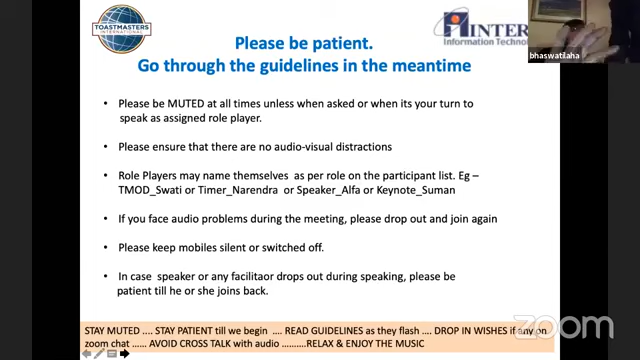 TOASTMASTERS
INTERNATIONAL
INTER
Information Technolo
bhaswatilaha
Please be patient.
Go through the guidelines in the meantime
• Please be MUTED at all times unless when asked or when its your turn to
speak as assigned role player.
• Please ensure that there are no audio-visual distractions
• Role Players may name themselves as per role on the participant list. Eg –
TMOD_Swati or Timer_Narendra or Speaker_Alfa or Keynote_Suman
• If you face audio problems during the meeting, please drop out and join again
• Please keep mobiles silent or switched off.
• In case speaker or any facilitaor drops out during speaking, please be
patient till he or she joins back.
STAY MUTED .... STAY PATIENT till we begin .... READ GUIDELINES as they flash .... DROP IN WISHES if any on
zoom chat ...... AVOID CROSS TALK with audio ..........RELAX & ENJOY THE MUSIC
zoom